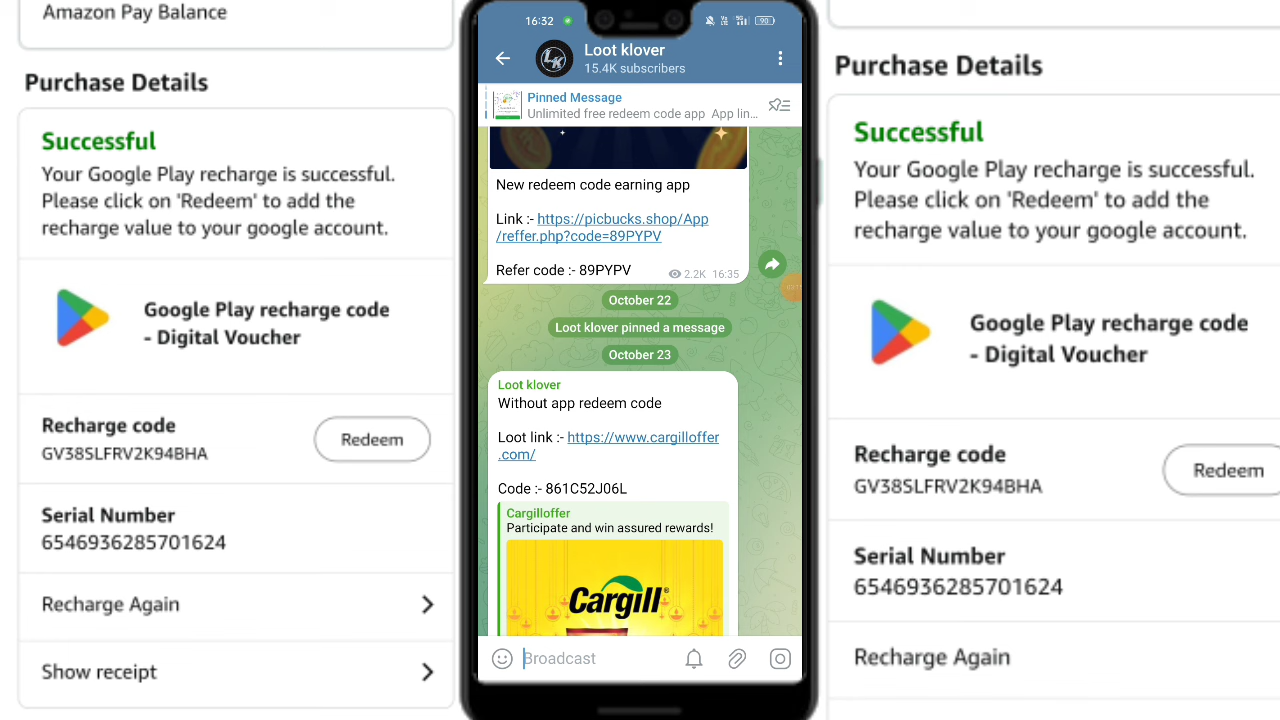 Amazon Pay Balance
Purchase Details
Successful
Your Google Play recharge is successful.
Please click on 'Redeem' to add the
recharge value to your google account.
Google Play recharge code
- Digital Voucher
Recharge code
GV38SLFRV2K94BHA
Redeem
Serial Number
6546936285701624
Recharge Again
Show receipt
16:32
90
Loot klover
15.4K subscribers
Pinned Message
Unlimited free redeem code app App lin...
New redeem code earning app
Link :- https://picbucks.shop/App
/reffer.php?code=89PYPV
Refer code :- 89PYPV
2.2K 16:35
October 22
Loot klover pinned a message
October 23
Loot klover
Without app redeem code
Loot link :- https://www.cargilloffer
.com/
Code :- 861C52J06L
Cargilloffer
Participate and win assured rewards!
Cargill®
Broadcast
Purchase Details
Successful
Your Google Play recharge is successful.
Please click on 'Redeem' to add the
recharge value to your google account.
Google Play recharge code
- Digital Voucher
Recharge code
GV38SLFRV2K94BHA
Redeem
Serial Number
6546936285701624
Recharge Again